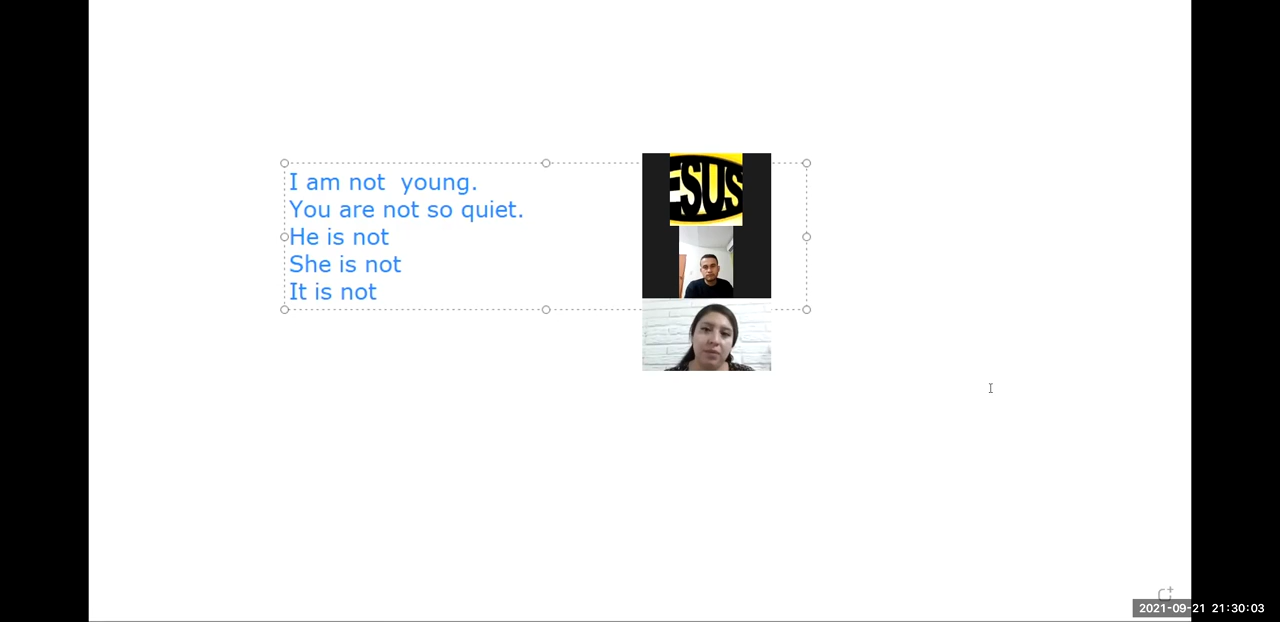 I am not  young.
You are not so quiet.
He is not
She is not
It is not
ESUS
2021-09-21 21:30:03